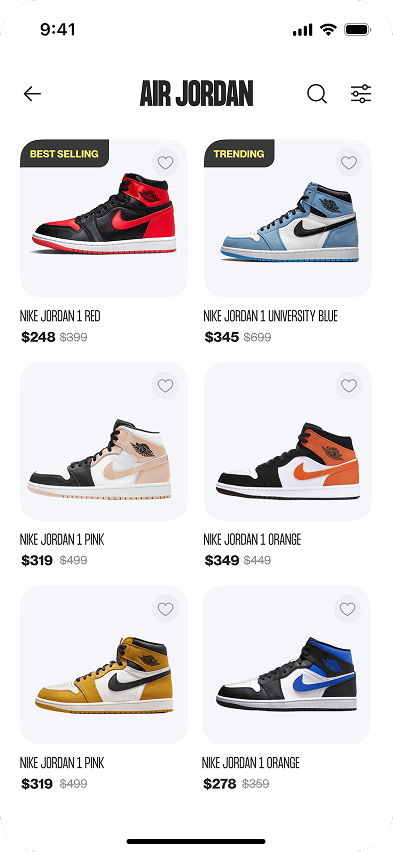 9:41
AIR JORDAN
BEST SELLING
TRENDING
NIKE JORDAN 1 RED
$248 $399
NIKE JORDAN 1 UNIVERSITY BLUE
$345 $699
NIKE JORDAN 1 PINK
$319 $499
NIKE JORDAN 1 ORANGE
$349 $449
NIKE JORDAN 1 PINK
$319 $499
NIKE JORDAN 1 ORANGE
$278 $359